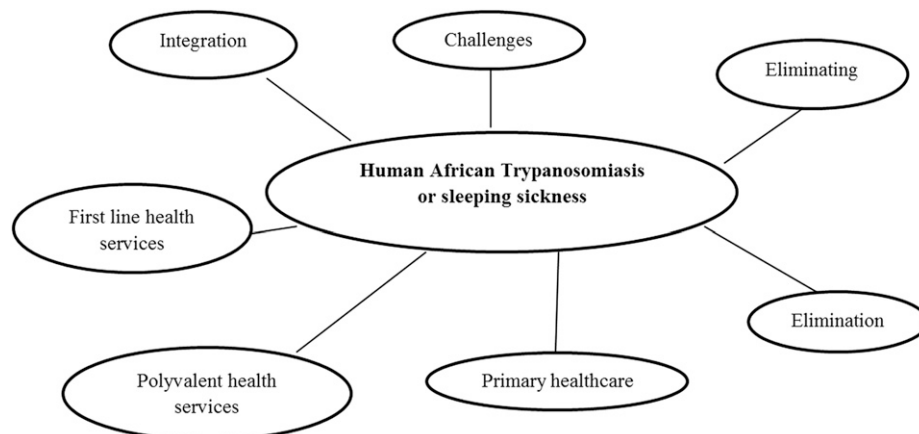 Integration
Challenges
Eliminating
Human African Trypanosomiasis
or sleeping sickness
First line health
services
Elimination
Polyvalent health
services
Primary healthcare